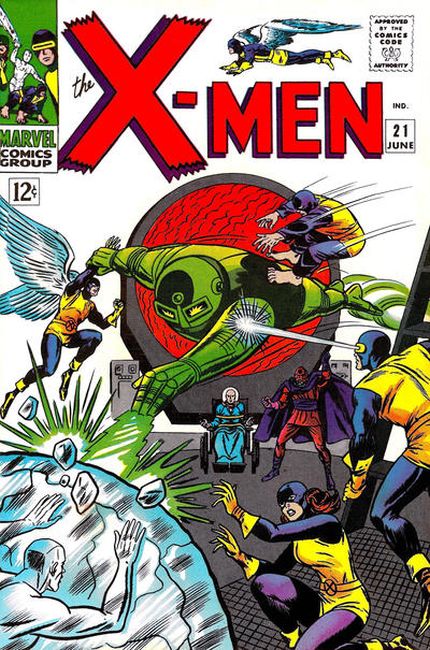 the
X-MEN
APPROVED
BY THE
COMICS
CODE
AUTHORITY
IND.
21
JUNE
MARVEL
COMICS
GROUP
12¢